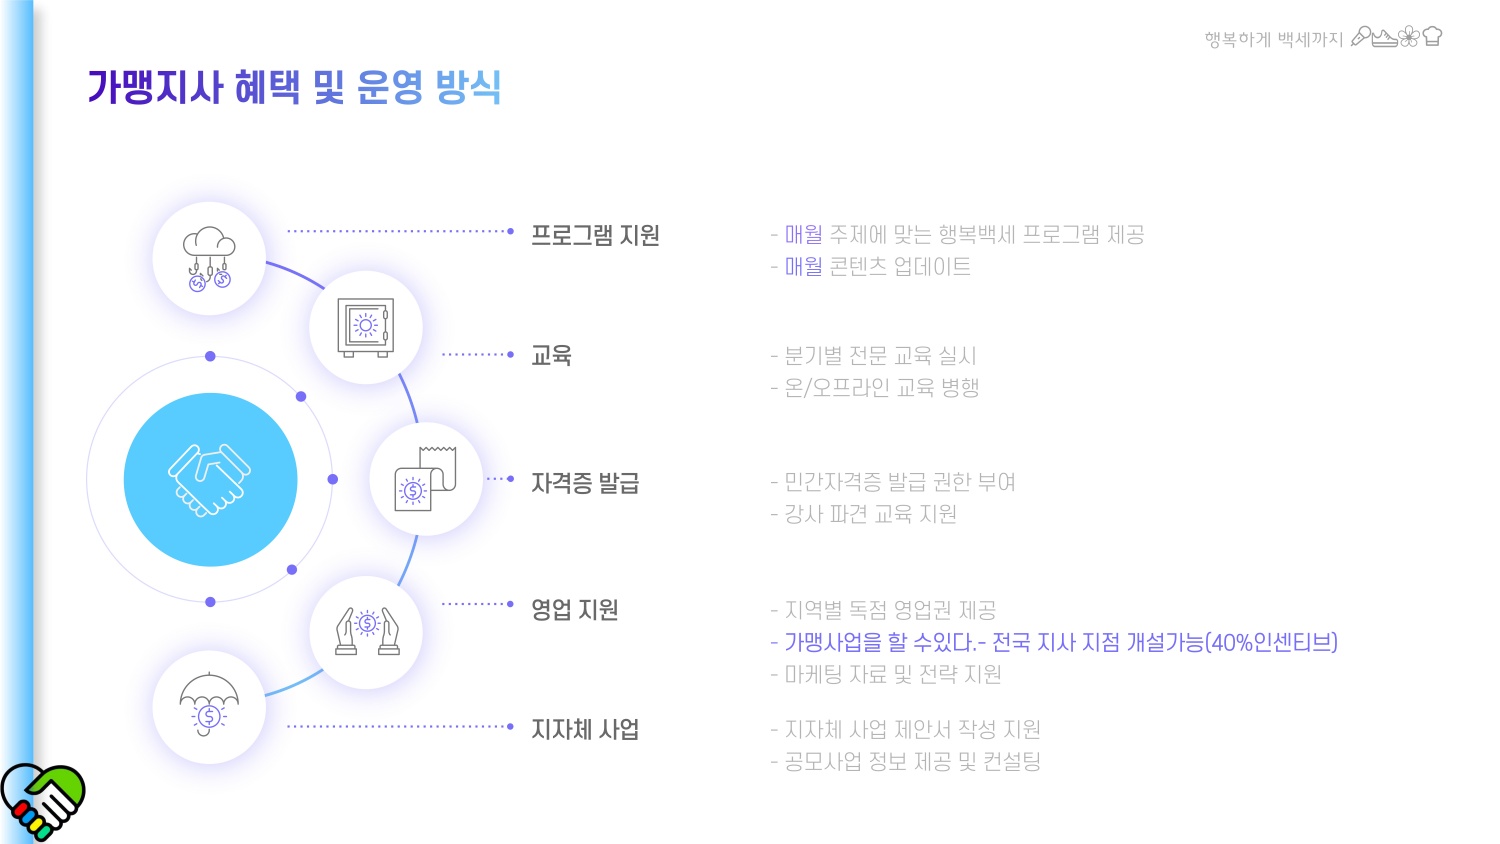 행복하게 백세까지
가맹지사 혜택 및 운영 방식
프로그램 지원
- 매월 주제에 맞는 행복백세 프로그램 제공
- 매월 콘텐츠 업데이트
교육
- 분기별 전문 교육 실시
- 온/오프라인 교육 병행
자격증 발급
- 민간자격증 발급 권한 부여
- 강사 파견 교육 지원
영업 지원
- 지역별 독점 영업권 제공
- 가맹사업을 할 수있다.- 전국 지사 지점 개설가능(40%인센티브)
- 마케팅 자료 및 전략 지원
지자체 사업
- 지자체 사업 제안서 작성 지원
- 공모사업 정보 제공 및 컨설팅